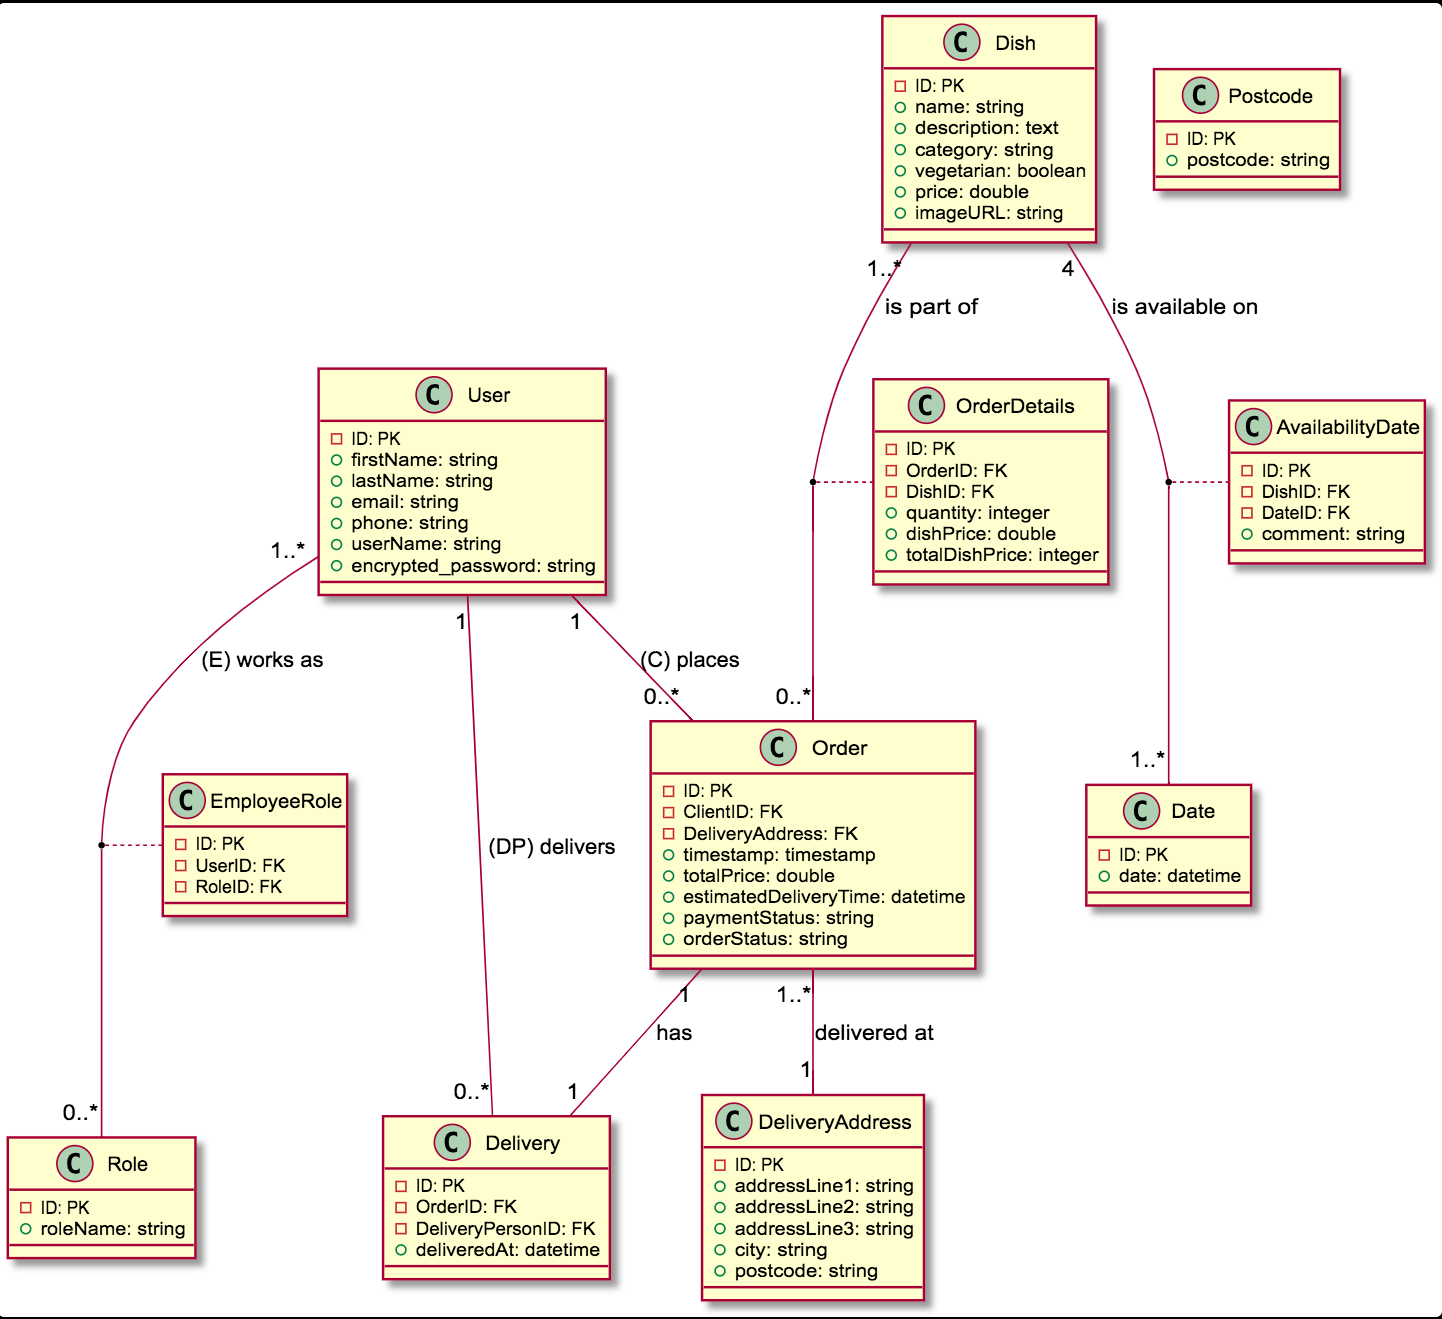 C Dish
ID: PK
name: string
description: text
category: string
vegetarian: boolean
price: double
imageURL: string
C Postcode
ID: PK
postcode: string
1..*
is part of
4
is available on
C User
ID: PK
firstName: string
lastName: string
email: string
phone: string
userName: string
encrypted_password: string
C OrderDetails
ID: PK
OrderID: FK
DishID: FK
quantity: integer
dishPrice: double
totalDishPrice: integer
C AvailabilityDate
ID: PK
DishID: FK
DateID: FK
comment: string
1..*
(E) works as
1
1
(C) places
0..*
0..*
1..*
C EmployeeRole
ID: PK
UserID: FK
RoleID: FK
(DP) delivers
C Order
ID: PK
ClientID: FK
DeliveryAddress: FK
timestamp: timestamp
totalPrice: double
estimatedDeliveryTime: datetime
paymentStatus: string
orderStatus: string
C Date
ID: PK
date: datetime
1
has
1
1..*
delivered at
1
0..*
0..*
C Role
ID: PK
roleName: string
C Delivery
ID: PK
OrderID: FK
DeliveryPersonID: FK
deliveredAt: datetime
C DeliveryAddress
ID: PK
addressLine1: string
addressLine2: string
addressLine3: string
city: string
postcode: string